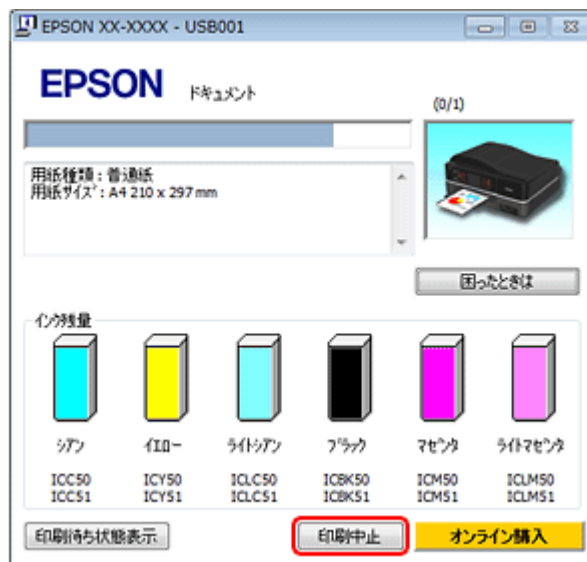 EPSON XX-XXXX - USB001
EPSON ドキュメント
(0/1)
用紙種類 : 普通紙
用紙サイズ : A4 210 x 297 mm
困ったときは
インク残量
シアン イエロー ライトシアン ブラック マゼンタ ライトマゼンタ
ICC50 ICY50 ICLC50 ICBK50 ICM50 ICLM50
ICC51 ICY51 ICLC51 ICBK51 ICM51 ICLM51
印刷待ち状態表示 印刷中止 オンライン購入